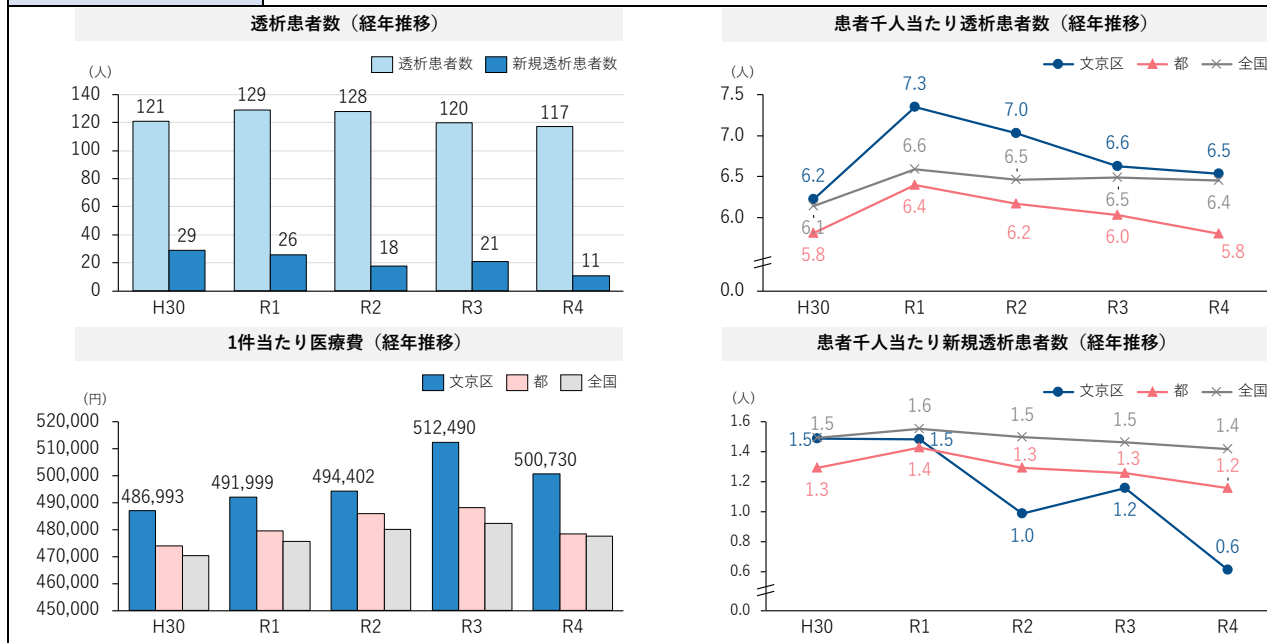 透析患者数（経年推移）
（人）
透析患者数 新規透析患者数
140
120
100
80
60
40
20
0
121 129 128 120 117
29 26 18 21 11
H30 R1 R2 R3 R4
患者千人当たり透析患者数（経年推移）
（人）
文京区 都 全国
7.5
7.0
6.5
6.0
0.0
6.2 7.3 7.0 6.6 6.5
6.1 6.6 6.5 6.5 6.4
5.8 6.4 6.2 6.0 5.8
H30 R1 R2 R3 R4
1件当たり医療費（経年推移）
（円）
文京区 都 全国
520,000
510,000
500,000
490,000
480,000
470,000
460,000
450,000
486,993 491,999 494,402 512,490 500,730
H30 R1 R2 R3 R4
患者千人当たり新規透析患者数（経年推移）
（人）
文京区 都 全国
1.6
1.4
1.2
1.0
0.8
0.6
0.0
1.5 1.6 1.5 1.5 1.4
1.5 1.5 1.0 1.2 0.6
1.3 1.4 1.3 1.3 1.2
H30 R1 R2 R3 R4